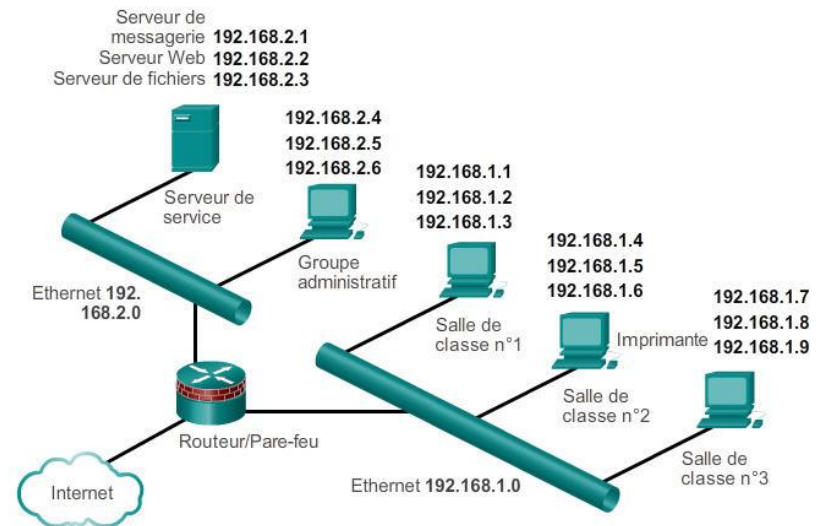 Serveur de
messagerie 192.168.2.1
Serveur Web 192.168.2.2
Serveur de fichiers 192.168.2.3
192.168.2.4
192.168.2.5
192.168.2.6
Serveur de
service
Groupe
administratif
Ethernet 192.
168.2.0
192.168.1.1
192.168.1.2
192.168.1.3
Salle de
classe n°1
192.168.1.4
192.168.1.5
192.168.1.6
Salle de
classe n°2
192.168.1.7
Imprimante 192.168.1.8
192.168.1.9
Salle de
classe n°3
Routeur/Pare-feu
Internet
Ethernet 192.168.1.0